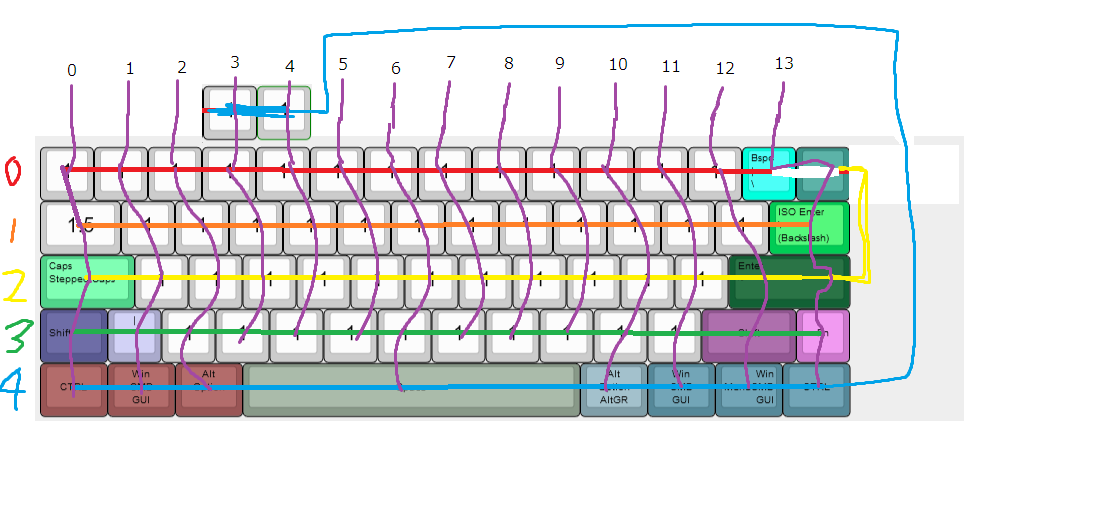 0 1 2 3 4 5 6 7 8 9 10 11 12 13
1 1
0 1 1 1 1 1 1 1 1 1 1 1 1 1 Bspc
\
1 1.5 1 1 1 1 1 1 1 1 1 1 1 1 ISO Enter
(Backslash)
2 Caps 1 1 1 1 1 1 1 1 1 1 1 Enter
Stepped Caps
3 Shift | 1 1 1 1 1 1 1 1 1 1 Shift Fn
4 CTRL Win Alt Alt Win Win CTRL
CMD Option Option CMD Menu CMD
GUI AltGR GUI GUI